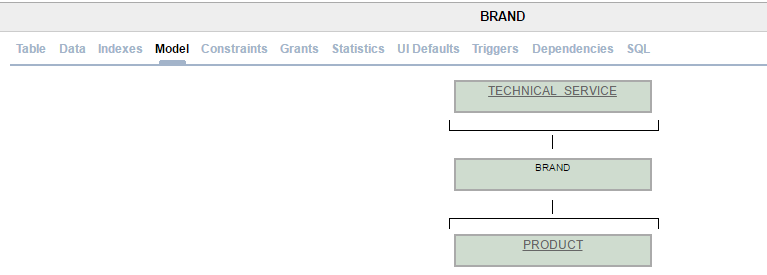 BRAND
Table Data Indexes Model Constraints Grants Statistics UI Defaults Triggers Dependencies SQL
TECHNICAL_SERVICE
BRAND
PRODUCT